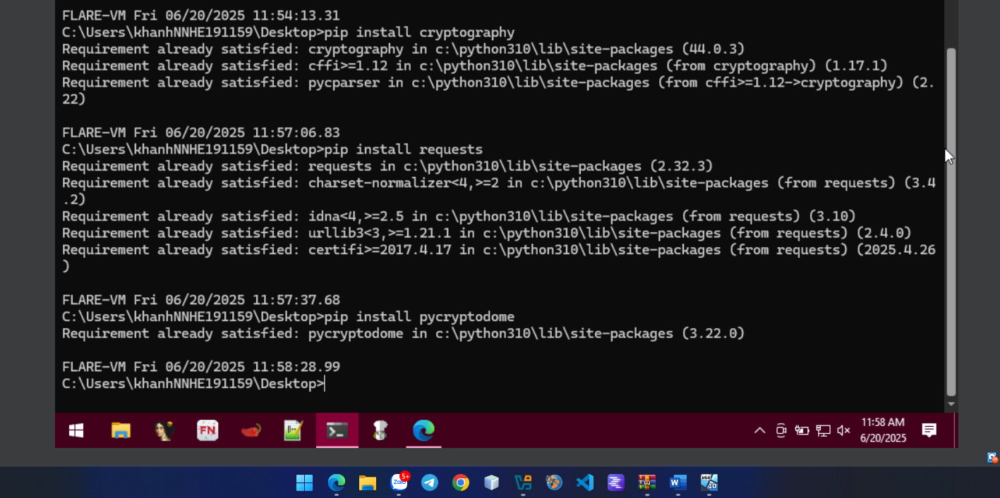 FLARE-VM Fri 06/20/2025 11:54:13.31
C:\Users\khanhNNHE191159\Desktop>pip install cryptography
Requirement already satisfied: cryptography in c:\python310\lib\site-packages (44.0.3)
Requirement already satisfied: cffi>=1.12 in c:\python310\lib\site-packages (from cryptography) (1.17.1)
Requirement already satisfied: pycparser in c:\python310\lib\site-packages (from cffi>=1.12->cryptography) (2.
22)
FLARE-VM Fri 06/20/2025 11:57:06.83
C:\Users\khanhNNHE191159\Desktop>pip install requests
Requirement already satisfied: requests in c:\python310\lib\site-packages (2.32.3)
Requirement already satisfied: charset-normalizer<4,>=2 in c:\python310\lib\site-packages (from requests) (3.4
.2)
Requirement already satisfied: idna<4,>=2.5 in c:\python310\lib\site-packages (from requests) (3.10)
Requirement already satisfied: urllib3<3,>=1.21.1 in c:\python310\lib\site-packages (from requests) (2.4.0)
Requirement already satisfied: certifi>=2017.4.17 in c:\python310\lib\site-packages (from requests) (2025.4.26
)
FLARE-VM Fri 06/20/2025 11:57:37.68
C:\Users\khanhNNHE191159\Desktop>pip install pycryptodome
Requirement already satisfied: pycryptodome in c:\python310\lib\site-packages (3.22.0)
FLARE-VM Fri 06/20/2025 11:58:28.99
C:\Users\khanhNNHE191159\Desktop>
FN
11:58 AM
6/20/2025
Zalo
5+
W
x64
10